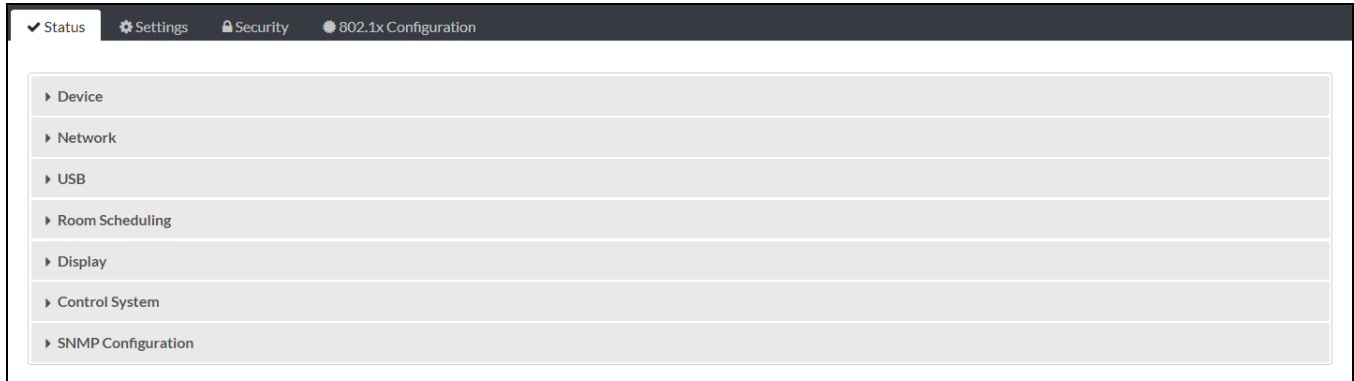 Status Settings Security 802.1x Configuration
Device
Network
USB
Room Scheduling
Display
Control System
SNMP Configuration